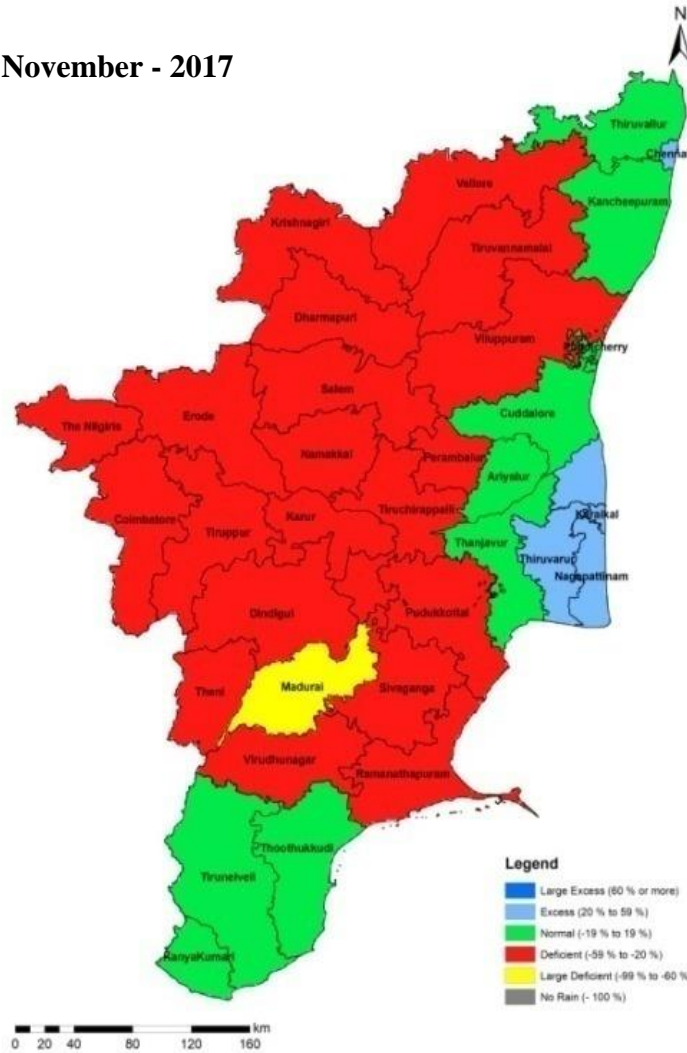 N
November - 2017
Thiruvallur
Chenna
Kancheepuram
Vellore
Krishnagiri
Tiruvannamalai
Dharmapuri
Viluppuram
Salem
Cuddalore
The Nilgiris
Erode
Namakkal
Perambalur
Ariyalur
Coimbatore
Tiruppur
Karur
Tiruchirappalli
Karaikal
Thanjavur
Thiruvarur
Nagapattinam
Dindigul
Pudukkottai
Theni
Madurai
Sivaganga
Virudhunagar
Ramanathapuram
Thoothukkudi
Tirunelveli
KanyaKumari
Legend
Large Excess (60 % or more)
Excess (20 % to 59 %)
Normal (-19 % to 19 %)
Deficient (-59 % to -20 %)
Large Deficient (-99 % to -60 %
No Rain (- 100 %)
km
0 20 40 80 120 160